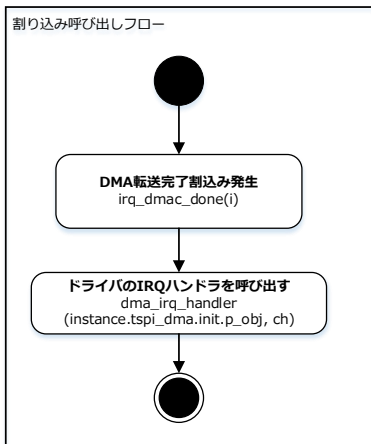 割り込み呼び出しフロー
DMA転送完了割込み発生
irq_dmac_done(i)
ドライバのIRQハンドラを呼び出す
dma_irq_handler
(instance.tspi_dma.init.p_obj, ch)